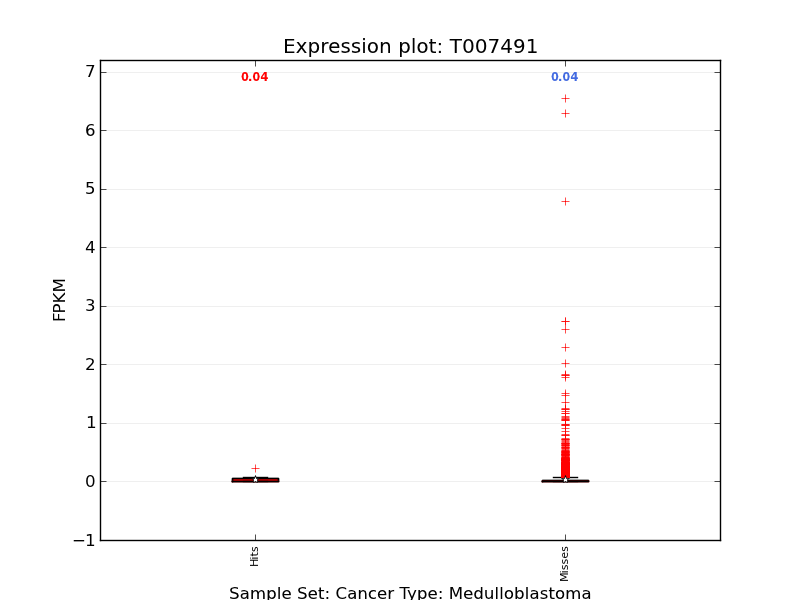 Expression plot: T007491
0.04 0.04
7
6
5
4
3
2
1
0
−1
FPKM
Hits
Misses
Sample Set: Cancer Type: Medulloblastoma